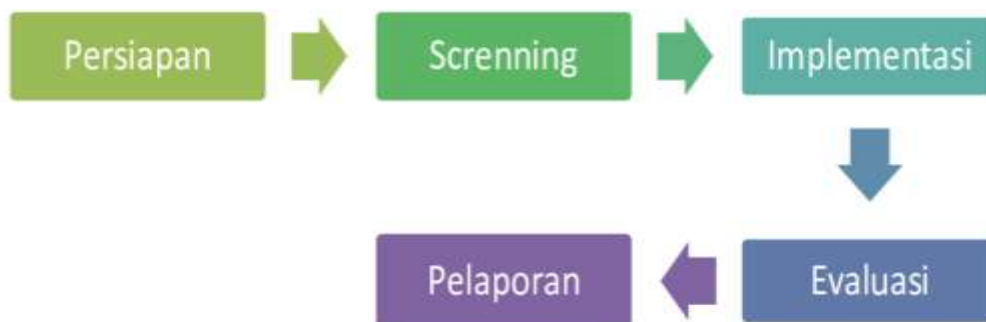 Persiapan
Screnning
Implementasi
Evaluasi
Pelaporan